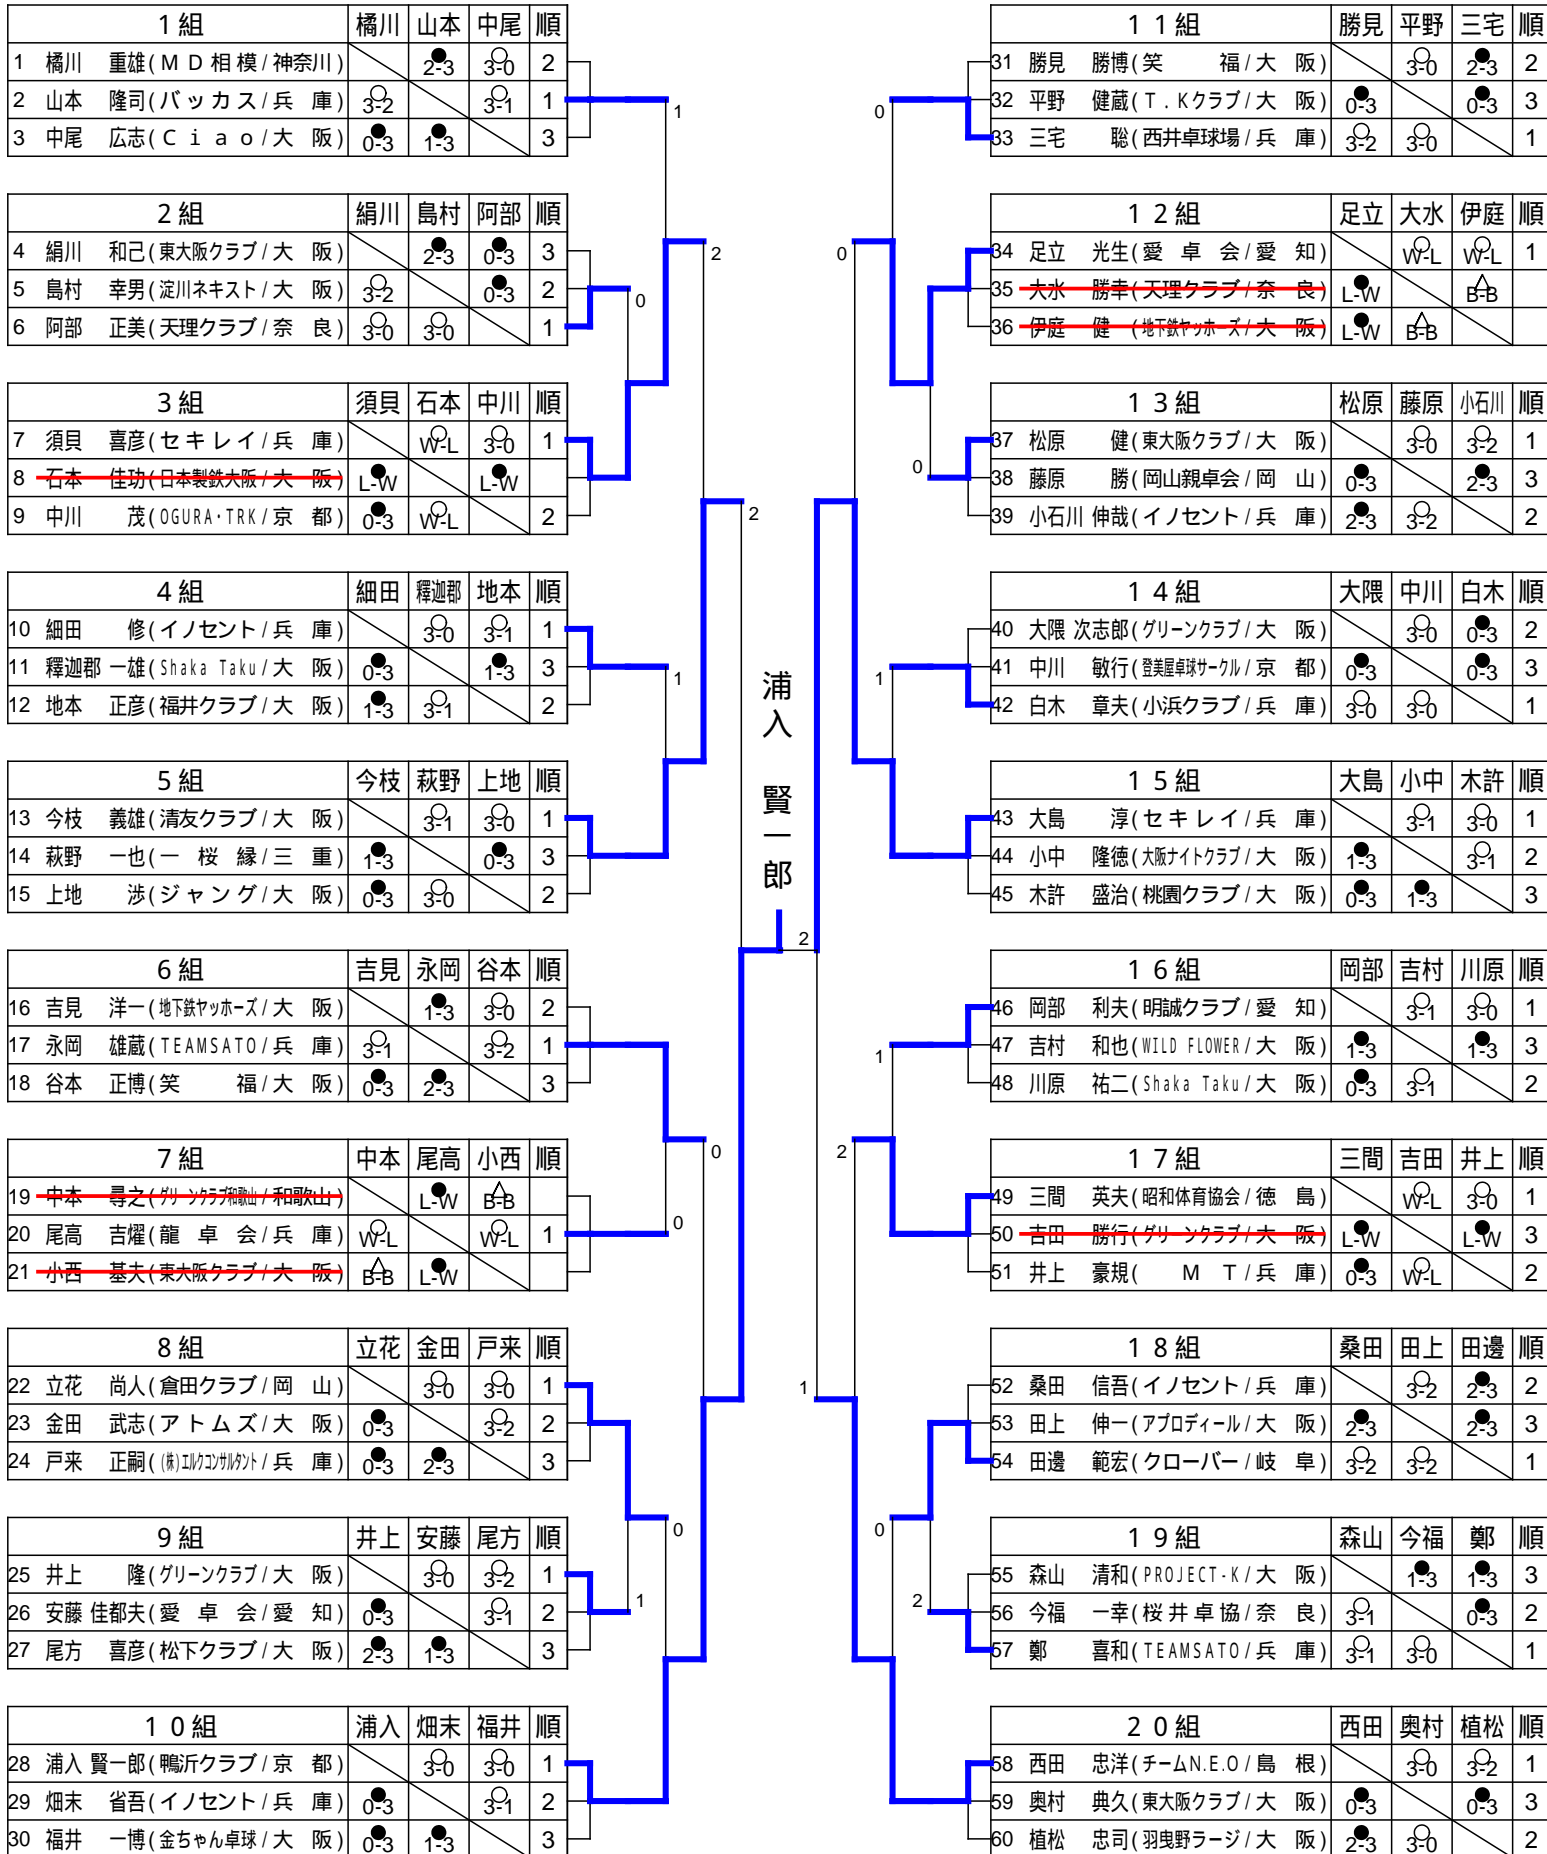 １組 橘川 山本 中尾 順
1 橘川 重雄(ＭＤ相模/神奈川) ●2-3 ○3-0 2
2 山本 隆司(バッカス/兵 庫) ○3-2 ○3-1 1
3 中尾 広志(Ｃｉａｏ/大 阪) ●0-3 ●1-3 3
２組 絹川 島村 阿部 順
4 絹川 和己(東大阪クラブ/大 阪) ●2-3 ●0-3 3
5 島村 幸男(淀川ネキスト/大 阪) ○3-2 ●0-3 2
6 阿部 正美(天理クラブ/奈 良) ○3-0 ○3-0 1
３組 須貝 石本 中川 順
7 須貝 喜彦(セキレイ/兵 庫) ○W-L ○3-0 1
8 石本 佳功(日本製鉄大阪/大 阪) ●L-W ●L-W
9 中川 茂(OGURA・TRK/京 都) ●0-3 ○W-L 2
４組 細田 釋迦郡 地本 順
10 細田 修(イノセント/兵 庫) ○3-0 ○3-1 1
11 釋迦郡 一雄(Shaka Taku/大 阪) ●0-3 ●1-3 3
12 地本 正彦(福井クラブ/大 阪) ●1-3 ○3-1 2
５組 今枝 萩野 上地 順
13 今枝 義雄(清友クラブ/大 阪) ○3-1 ○3-0 1
14 萩野 一也(一桜縁/三 重) ●1-3 ●0-3 3
15 上地 渉(ジャング/大 阪) ●0-3 ○3-0 2
６組 吉見 永岡 谷本 順
16 吉見 洋一(地下鉄ヤッホーズ/大 阪) ●1-3 ○3-0 2
17 永岡 雄蔵(TEAMSATO/兵 庫) ○3-1 ○3-2 1
18 谷本 正博(笑 福/大 阪) ●0-3 ●2-3 3
７組 中本 尾高 小西 順
19 中本 尋之(グリーンクラブ和歌山/和歌山) ●L-W △B-B
20 尾高 吉燿(龍卓会/兵 庫) ○W-L ○W-L 1
21 小西 基夫(東大阪クラブ/大 阪) △B-B ●L-W
８組 立花 金田 戸来 順
22 立花 尚人(倉田クラブ/岡 山) ○3-0 ○3-0 1
23 金田 武志(アトムズ/大 阪) ●0-3 ○3-2 2
24 戸来 正嗣((株)エルクコンサルタント/兵 庫) ●0-3 ●2-3 3
９組 井上 安藤 尾方 順
25 井上 隆(グリーンクラブ/大 阪) ○3-0 ○3-2 1
26 安藤 佳都夫(愛卓会/愛 知) ●0-3 ○3-1 2
27 尾方 喜彦(松下クラブ/大 阪) ●2-3 ●1-3 3
１０組 浦入 畑末 福井 順
28 浦入 賢一郎(鴨沂クラブ/京 都) ○3-0 ○3-0 1
29 畑末 省吾(イノセント/兵 庫) ●0-3 ○3-1 2
30 福井 一博(金ちゃん卓球/大 阪) ●0-3 ●1-3 3
1
2
0
2
1
0
0
0
1
浦入 賢一郎
2
0
0
0
1
1
2
1
0
2
１１組 勝見 平野 三宅 順
31 勝見 勝博(笑 福/大 阪) ○3-0 ●2-3 2
32 平野 健蔵(Ｔ.Ｋクラブ/大 阪) ●0-3 ●0-3 3
33 三宅 聡(西井卓球場/兵 庫) ○3-2 ○3-0 1
１２組 足立 大水 伊庭 順
34 足立 光生(愛卓会/愛 知) ○W-L ○W-L 1
35 大水 勝幸(天理クラブ/奈 良) ●L-W △B-B
36 伊庭 健(地下鉄ヤッホーズ/大 阪) ●L-W △B-B
１３組 松原 藤原 小石川 順
37 松原 健(東大阪クラブ/大 阪) ○3-0 ○3-2 1
38 藤原 勝(岡山親卓会/岡 山) ●0-3 ●2-3 3
39 小石川 伸哉(イノセント/兵 庫) ●2-3 ○3-2 2
１４組 大隈 中川 白木 順
40 大隈 次志郎(グリーンクラブ/大 阪) ○3-0 ●0-3 2
41 中川 敏行(登美屋卓球サークル/京 都) ●0-3 ●0-3 3
42 白木 章夫(小浜クラブ/兵 庫) ○3-0 ○3-0 1
１５組 大島 小中 木許 順
43 大島 淳(セキレイ/兵 庫) ○3-1 ○3-0 1
44 小中 隆徳(大阪ナイトクラブ/大 阪) ●1-3 ○3-1 2
45 木許 盛治(桃園クラブ/大 阪) ●0-3 ●1-3 3
１６組 岡部 吉村 川原 順
46 岡部 利夫(明誠クラブ/愛 知) ○3-1 ○3-0 1
47 吉村 和也(WILD FLOWER/大 阪) ●1-3 ●1-3 3
48 川原 祐二(Shaka Taku/大 阪) ●0-3 ○3-1 2
１７組 三間 吉田 井上 順
49 三間 英夫(昭和体育協会/徳 島) ○W-L ○3-0 1
50 吉田 勝行(グリーンクラブ/大 阪) ●L-W ●L-W 3
51 井上 豪規(ＭＴ/兵 庫) ●0-3 ○W-L 2
１８組 桑田 田上 田邊 順
52 桑田 信吾(イノセント/兵 庫) ○3-2 ●2-3 2
53 田上 伸一(アプロディール/大 阪) ●2-3 ●2-3 3
54 田邊 範宏(クローバー/岐 阜) ○3-2 ○3-2 1
１９組 森山 今福 鄭 順
55 森山 清和(PROJECT-K/大 阪) ●1-3 ●1-3 3
56 今福 一幸(桜井卓協/奈 良) ○3-1 ●0-3 2
57 鄭 喜和(TEAMSATO/兵 庫) ○3-1 ○3-0 1
２０組 西田 奥村 植松 順
58 西田 忠洋(チームN.E.O/島 根) ○3-0 ○3-2 1
59 奥村 典久(東大阪クラブ/大 阪) ●0-3 ●0-3 3
60 植松 忠司(羽曳野ラージ/大 阪) ●2-3 ○3-0 2